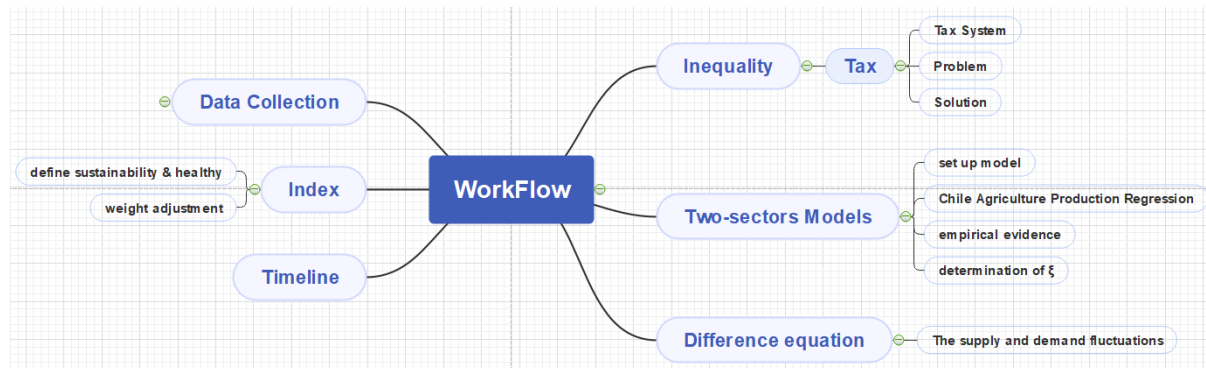 WorkFlow
Inequality
Tax
Tax System
Problem
Solution
Two-sectors Models
set up model
Chile Agriculture Production Regression
empirical evidence
determination of ξ
Difference equation
The supply and demand fluctuations
Data Collection
Index
define sustainability & healthy
weight adjustment
Timeline